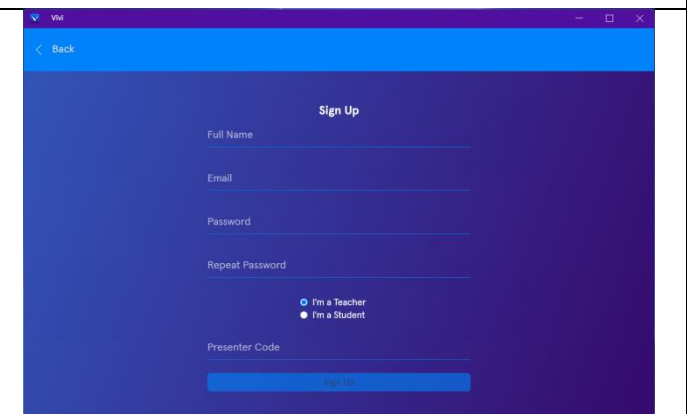 Vivi
Back
Sign Up
Full Name
Email
Password
Repeat Password
I'm a Teacher
I'm a Student
Presenter Code
Sign Up